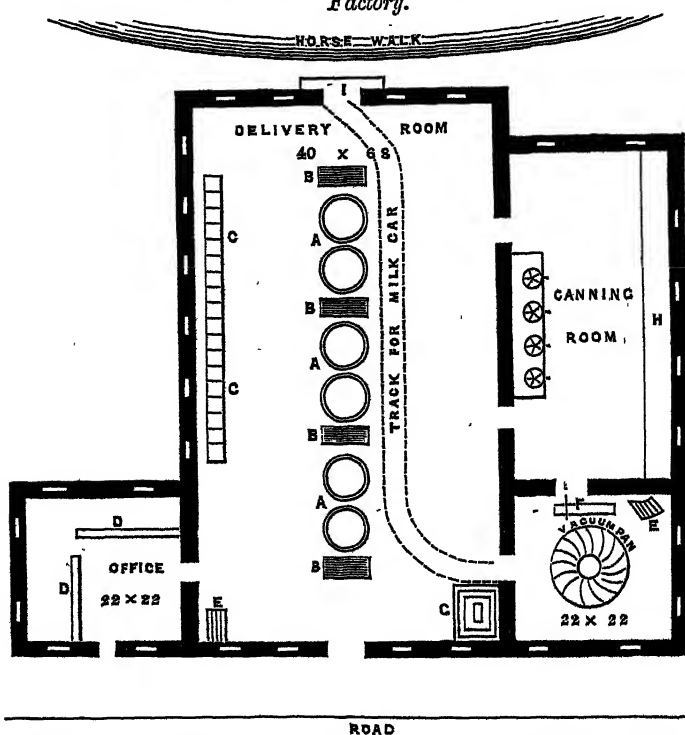 Factory.
HORSE WALK
I
DELIVERY ROOM
40 x 68
B
A
C
B
A
C
B
A
B
TRACK FOR MILK CAR
CANNING
ROOM
H
D
D
OFFICE
22 × 22
E
C
F
E
VACUUM PAN
22 × 22
ROAD